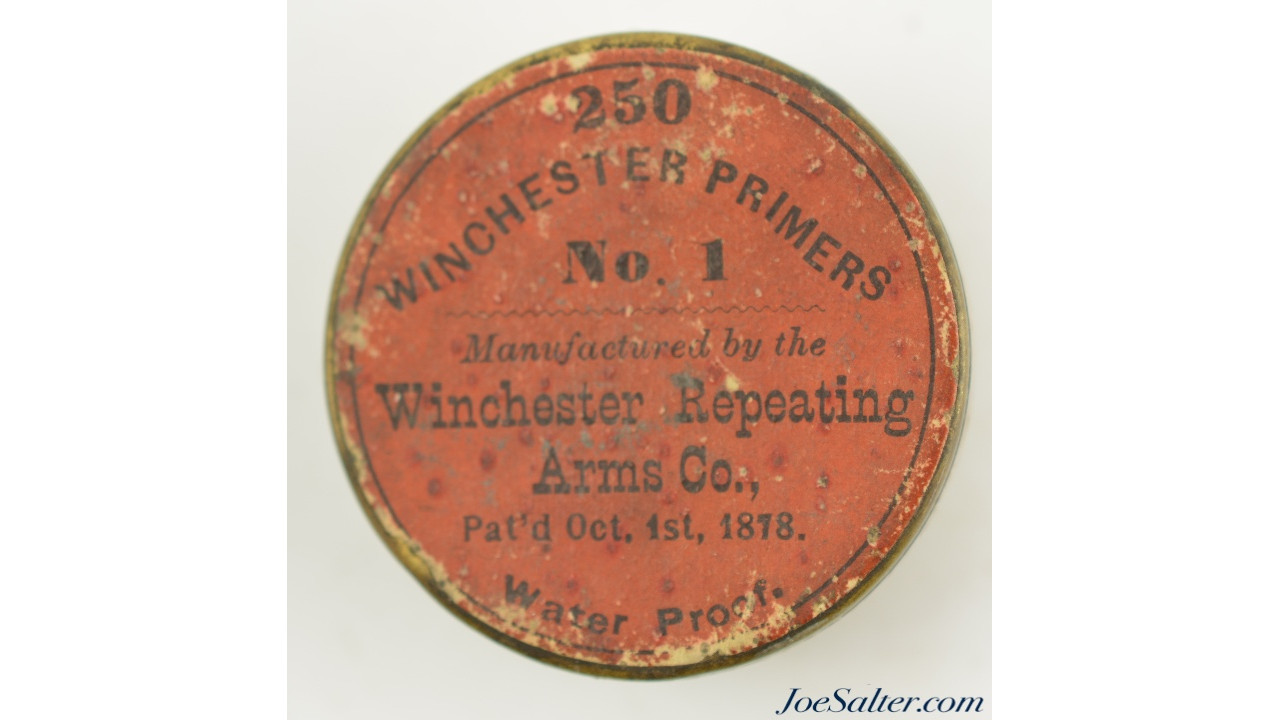 250
WINCHESTER PRIMERS
No. 1
Manufactured by the
Winchester Repeating
Arms Co.,
Pat'd Oct. 1st, 1878.
Water Proof.
JoeSalter.com